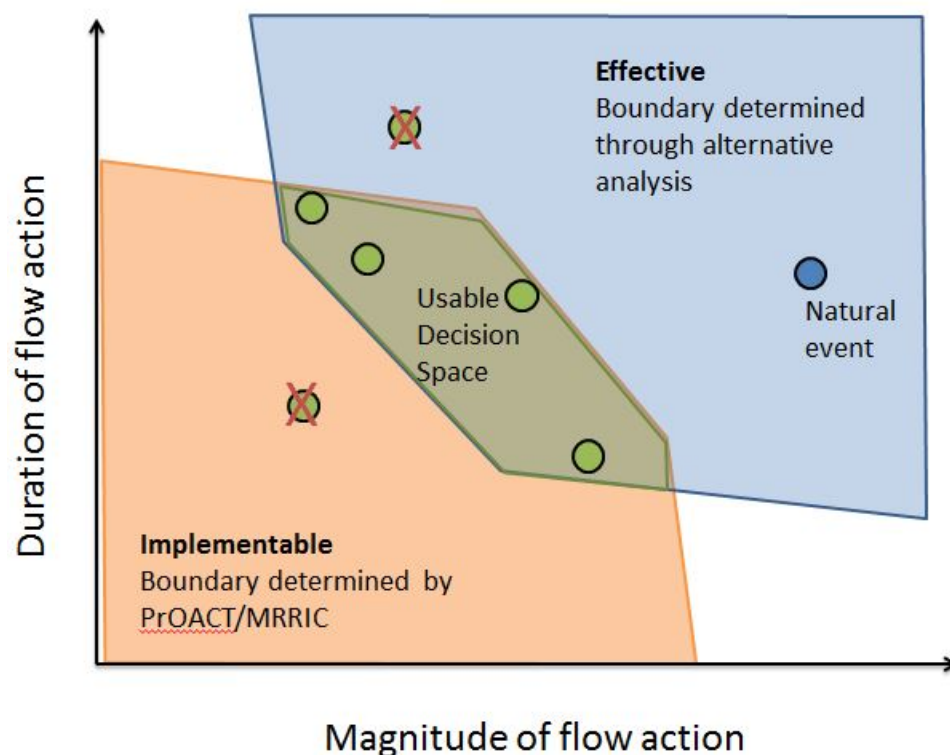 Effective
Boundary determined
through alternative
analysis
Usable
Decision
Space
Natural
event
Implementable
Boundary determined by
PrOACT/MRRIC
Duration of flow action
Magnitude of flow action